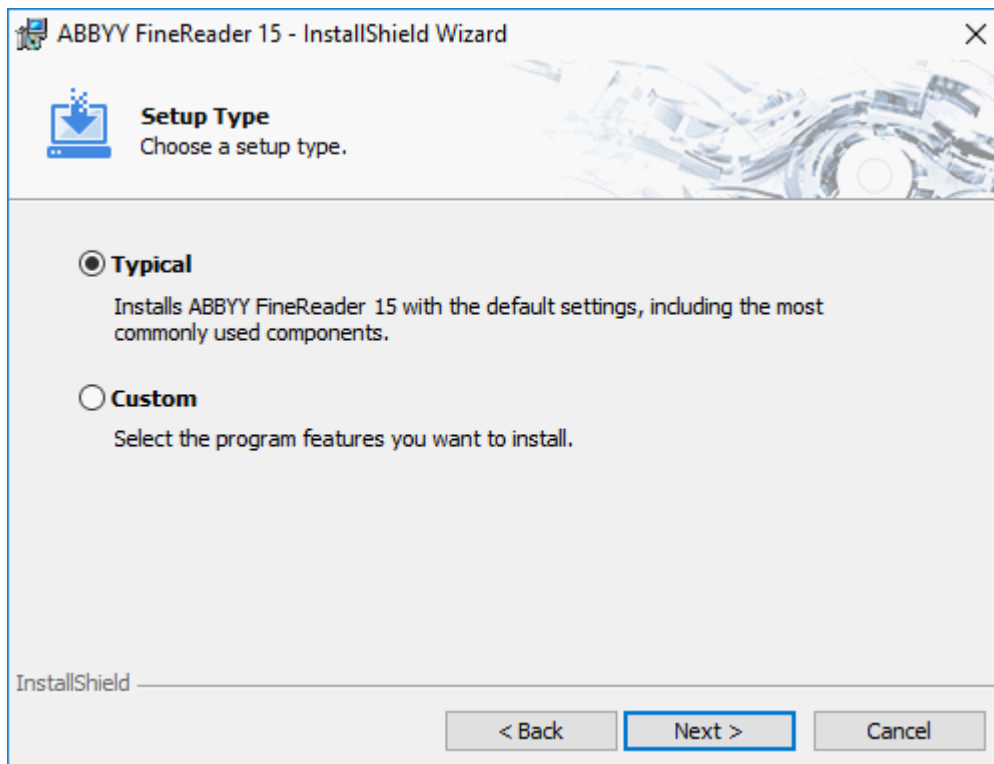 ABBYY FineReader 15 - InstallShield Wizard
Setup Type
Choose a setup type.
Typical
Installs ABBYY FineReader 15 with the default settings, including the most
commonly used components.
Custom
Select the program features you want to install.
InstallShield
< Back
Next >
Cancel